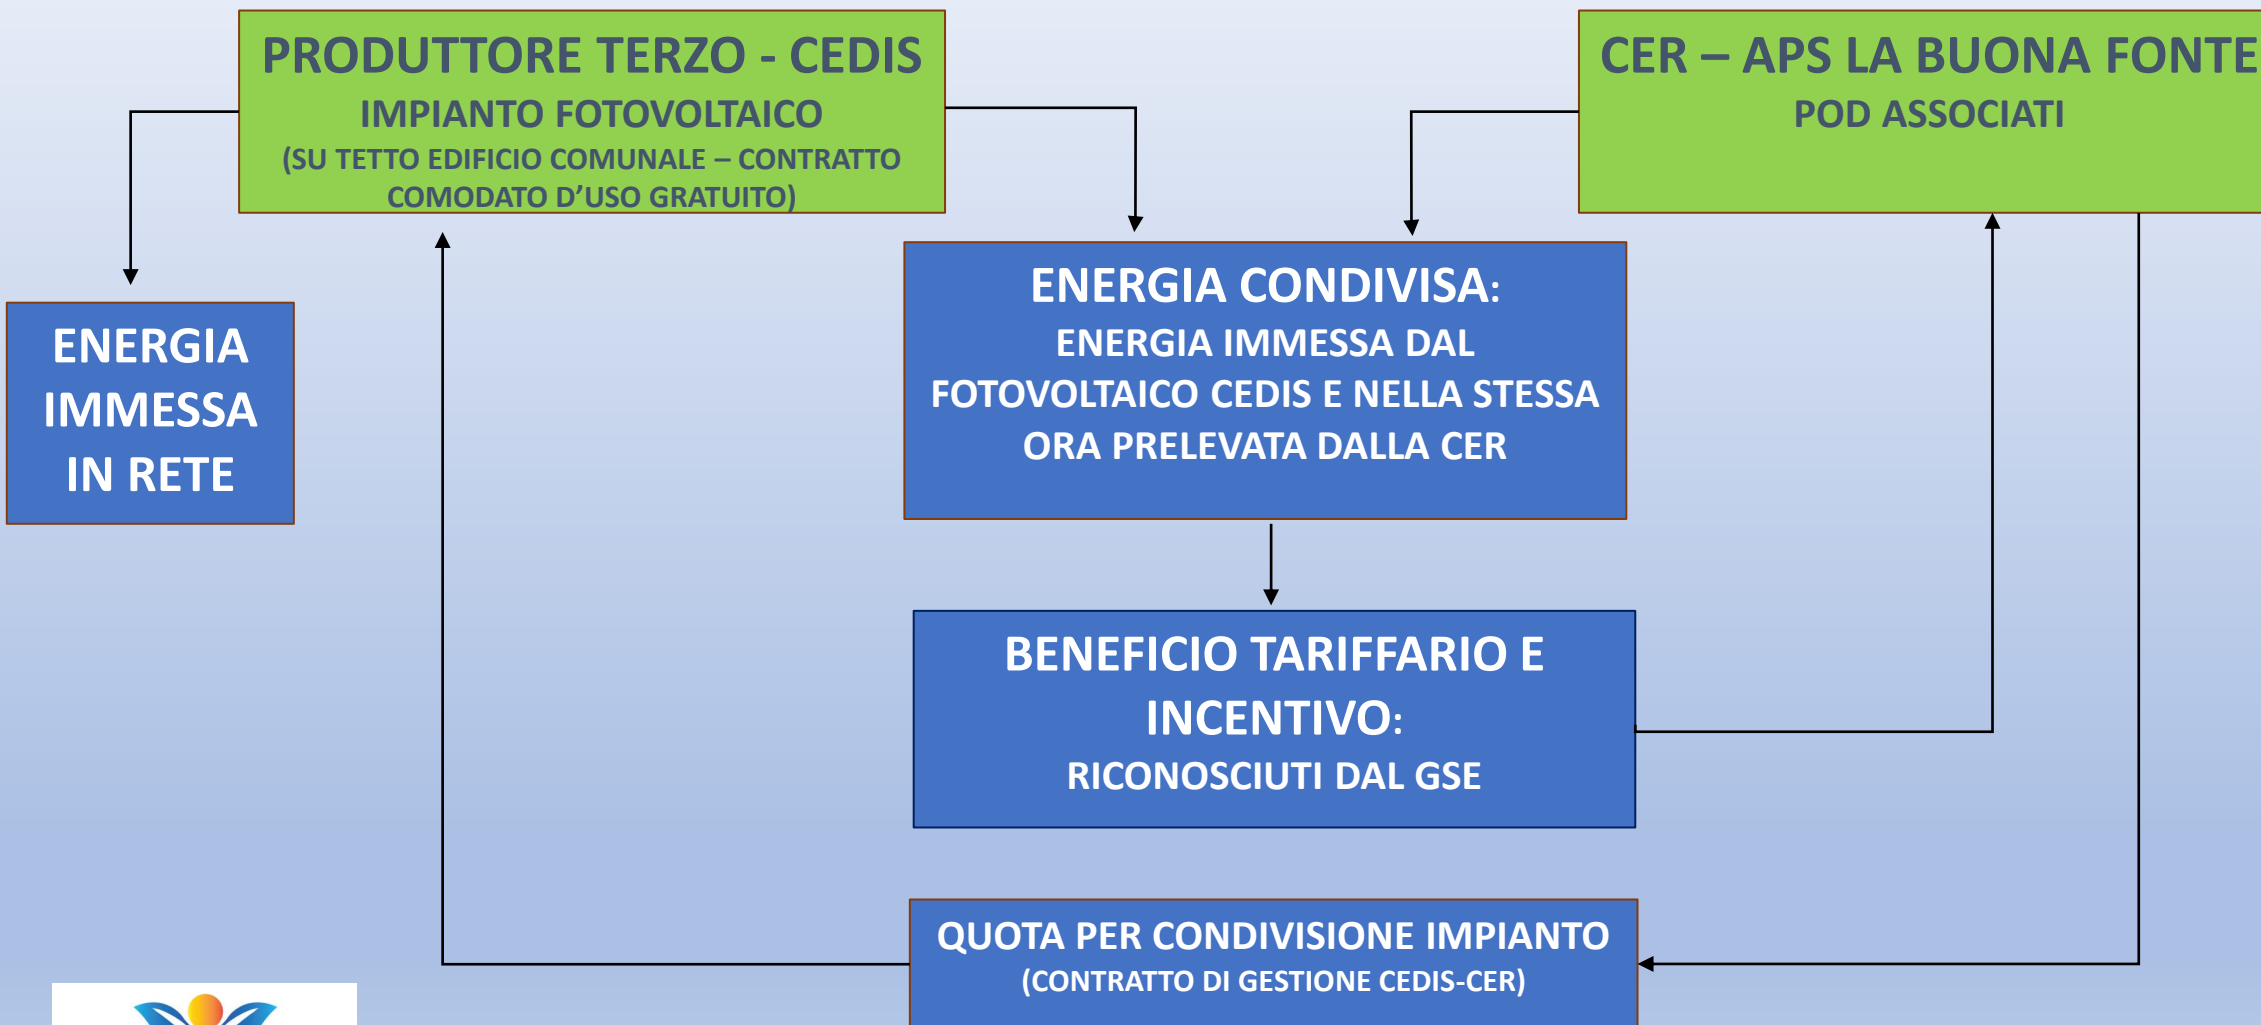 PRODUTTORE TERZO - CEDIS
IMPIANTO FOTOVOLTAICO
(SU TETTO EDIFICIO COMUNALE – CONTRATTO
COMODATO D’USO GRATUITO)
CER – APS LA BUONA FONTE
POD ASSOCIATI
ENERGIA
IMMESSA
IN RETE
ENERGIA CONDIVISA:
ENERGIA IMMESSA DAL
FOTOVOLTAICO CEDIS E NELLA STESSA
ORA PRELEVATA DALLA CER
BENEFICIO TARIFFARIO E
INCENTIVO:
RICONOSCIUTI DAL GSE
QUOTA PER CONDIVISIONE IMPIANTO
(CONTRATTO DI GESTIONE CEDIS-CER)